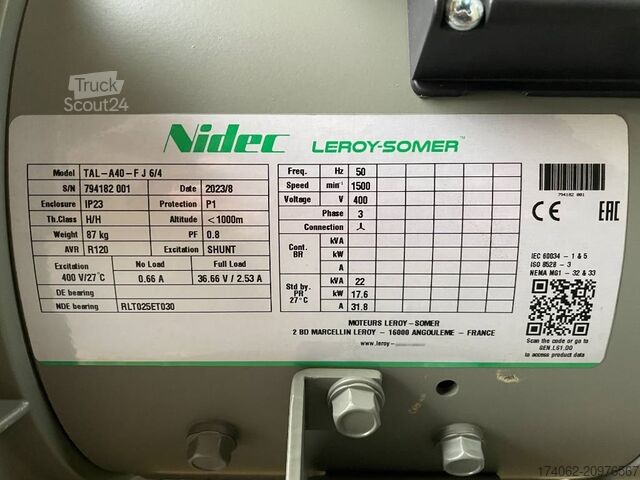 Truck
Scout24
Nidec LEROY-SOMER™
Model TAL-A40-F J 6/4
S/N 794182 001 Date 2023/8
Enclosure IP23 Protection P1
Th.Class H/H Altitude <1000m
Weight 87 kg PF 0.8
AVR R120 Excitation SHUNT
Excitation No Load Full Load
400 V/27°C 0.66 A 36.66 V / 2.53 A
DE bearing
NDE bearing RLT025ET030
Freq. Hz 50
Speed min⁻¹ 1500
Voltage V 400
Phase 3
Connection
Cont. BR kVA
kW
A
Std by. PR 27°C kVA 22
kW 17.6
A 31.8
MOTEURS LEROY-SOMER
2 BD MARCELLIN LEROY - 16000 ANGOULEME - FRANCE
www.leroy-
794182 001
CE EAC
IEC 60034 - 1 & 5
ISO 8528 - 3
NEMA MG1 - 32 & 33
Scan the code or go to
GEN.LS1.DO
to access product data
174062-20976567